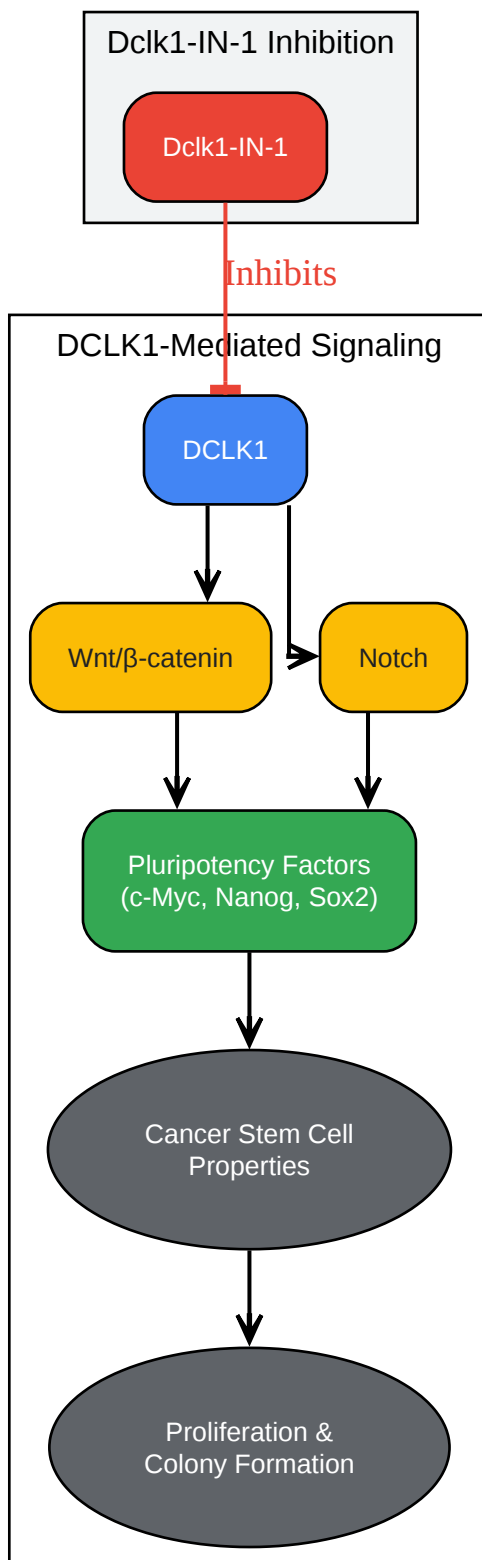 Dclk1-IN-1 Inhibition
Dclk1-IN-1
Inhibits
DCLK1-Mediated Signaling
DCLK1
Wnt/β-catenin
Notch
Pluripotency Factors
(c-Myc, Nanog, Sox2)
Cancer Stem Cell
Properties
Proliferation &
Colony Formation